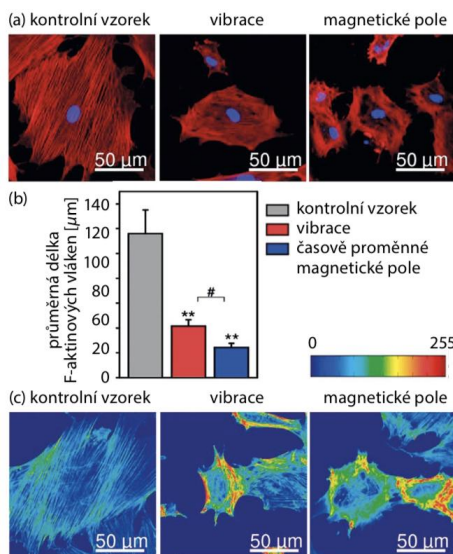 (a) kontrolní vzorek
vibrace
magnetické pole
50 µm
50 µm
50 µm
(b)
průměrná délka
F-aktinových vláken [µm]
140
120
100
80
60
40
20
0
**
#
**
kontrolní vzorek
vibrace
časově proměnné
magnetické pole
0
255
(c) kontrolní vzorek
vibrace
magnetické pole
50 µm
50 µm
50 µm